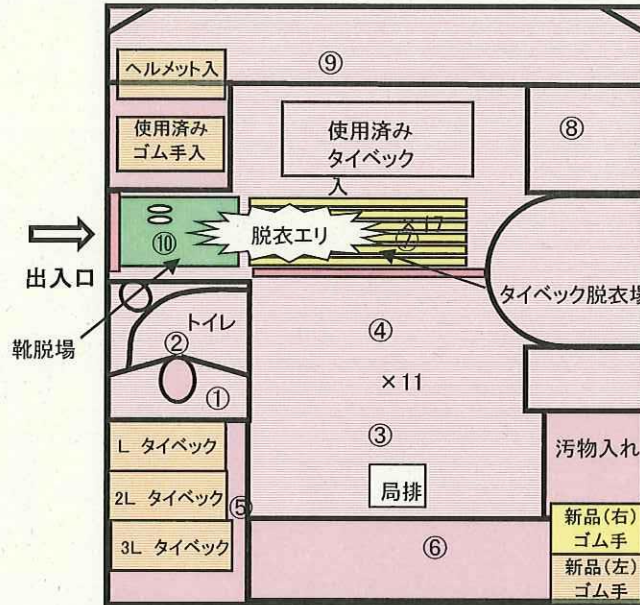 ヘルメット入
⑨
使用済み
ゴム手入
使用済み
タイベック
入
⑧
出入口
⑩
脱衣エリ
×17
⑦
タイベック脱衣場
靴脱場
トイレ
②
①
④
×11
③
局排
L タイベック
2L タイベック
3L タイベック
⑤
⑥
汚物入れ
新品(右)
ゴム手
新品(左)
ゴム手